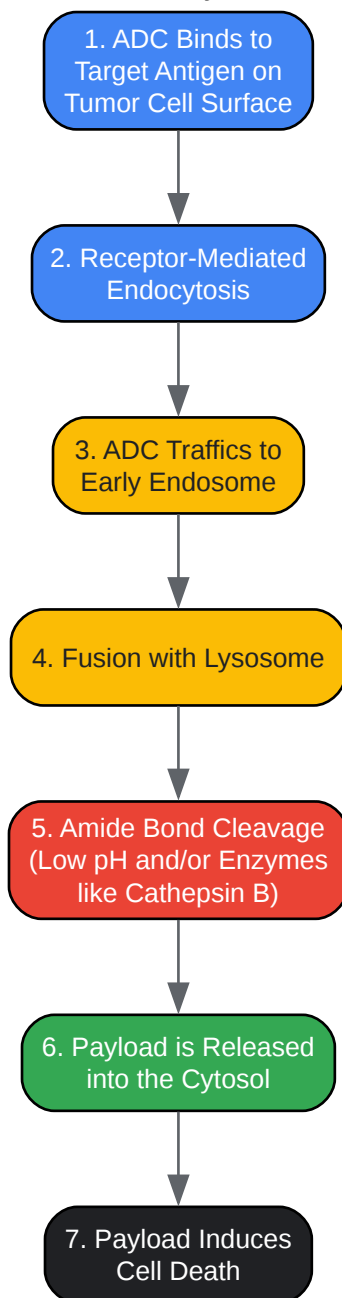 1. ADC Binds to
Target Antigen on
Tumor Cell Surface
2. Receptor-Mediated
Endocytosis
3. ADC Traffics to
Early Endosome
4. Fusion with Lysosome
5. Amide Bond Cleavage
(Low pH and/or Enzymes
like Cathepsin B)
6. Payload is Released
into the Cytosol
7. Payload Induces
Cell Death